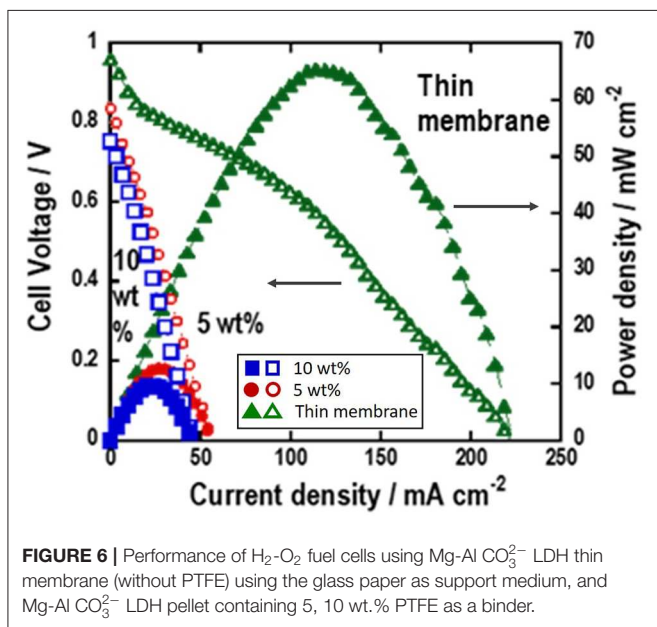 1
0.8
0.6
0.4
0.2
0
Cell Voltage / V
70
60
50
40
30
20
10
0
Power density / mW cm⁻²
Thin
membrane
10
wt
%
5 wt%
10 wt%
5 wt%
Thin membrane
0 50 100 150 200 250
Current density / mA cm⁻²
FIGURE 6 | Performance of H₂-O₂ fuel cells using Mg-Al CO₃²⁻ LDH thin
membrane (without PTFE) using the glass paper as support medium, and
Mg-Al CO₃²⁻ LDH pellet containing 5, 10 wt.% PTFE as a binder.